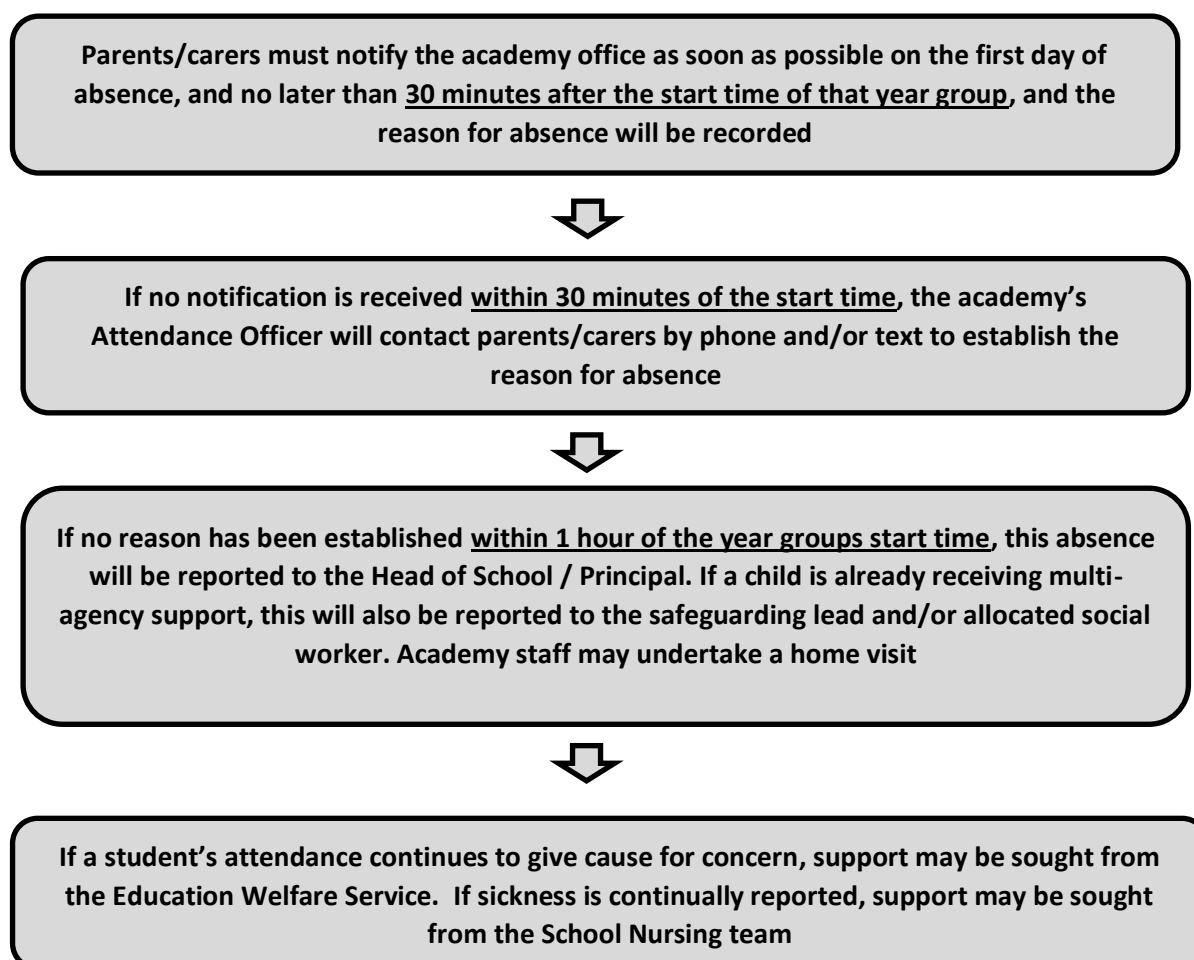 Parents/carers must notify the academy office as soon as possible on the first day of
absence, and no later than 30 minutes after the start time of that year group, and the
reason for absence will be recorded
If no notification is received within 30 minutes of the start time, the academy’s
Attendance Officer will contact parents/carers by phone and/or text to establish the
reason for absence
If no reason has been established within 1 hour of the year groups start time, this absence
will be reported to the Head of School / Principal. If a child is already receiving multi-
agency support, this will also be reported to the safeguarding lead and/or allocated social
worker. Academy staff may undertake a home visit
If a student’s attendance continues to give cause for concern, support may be sought from
the Education Welfare Service.  If sickness is continually reported, support may be sought
from the School Nursing team